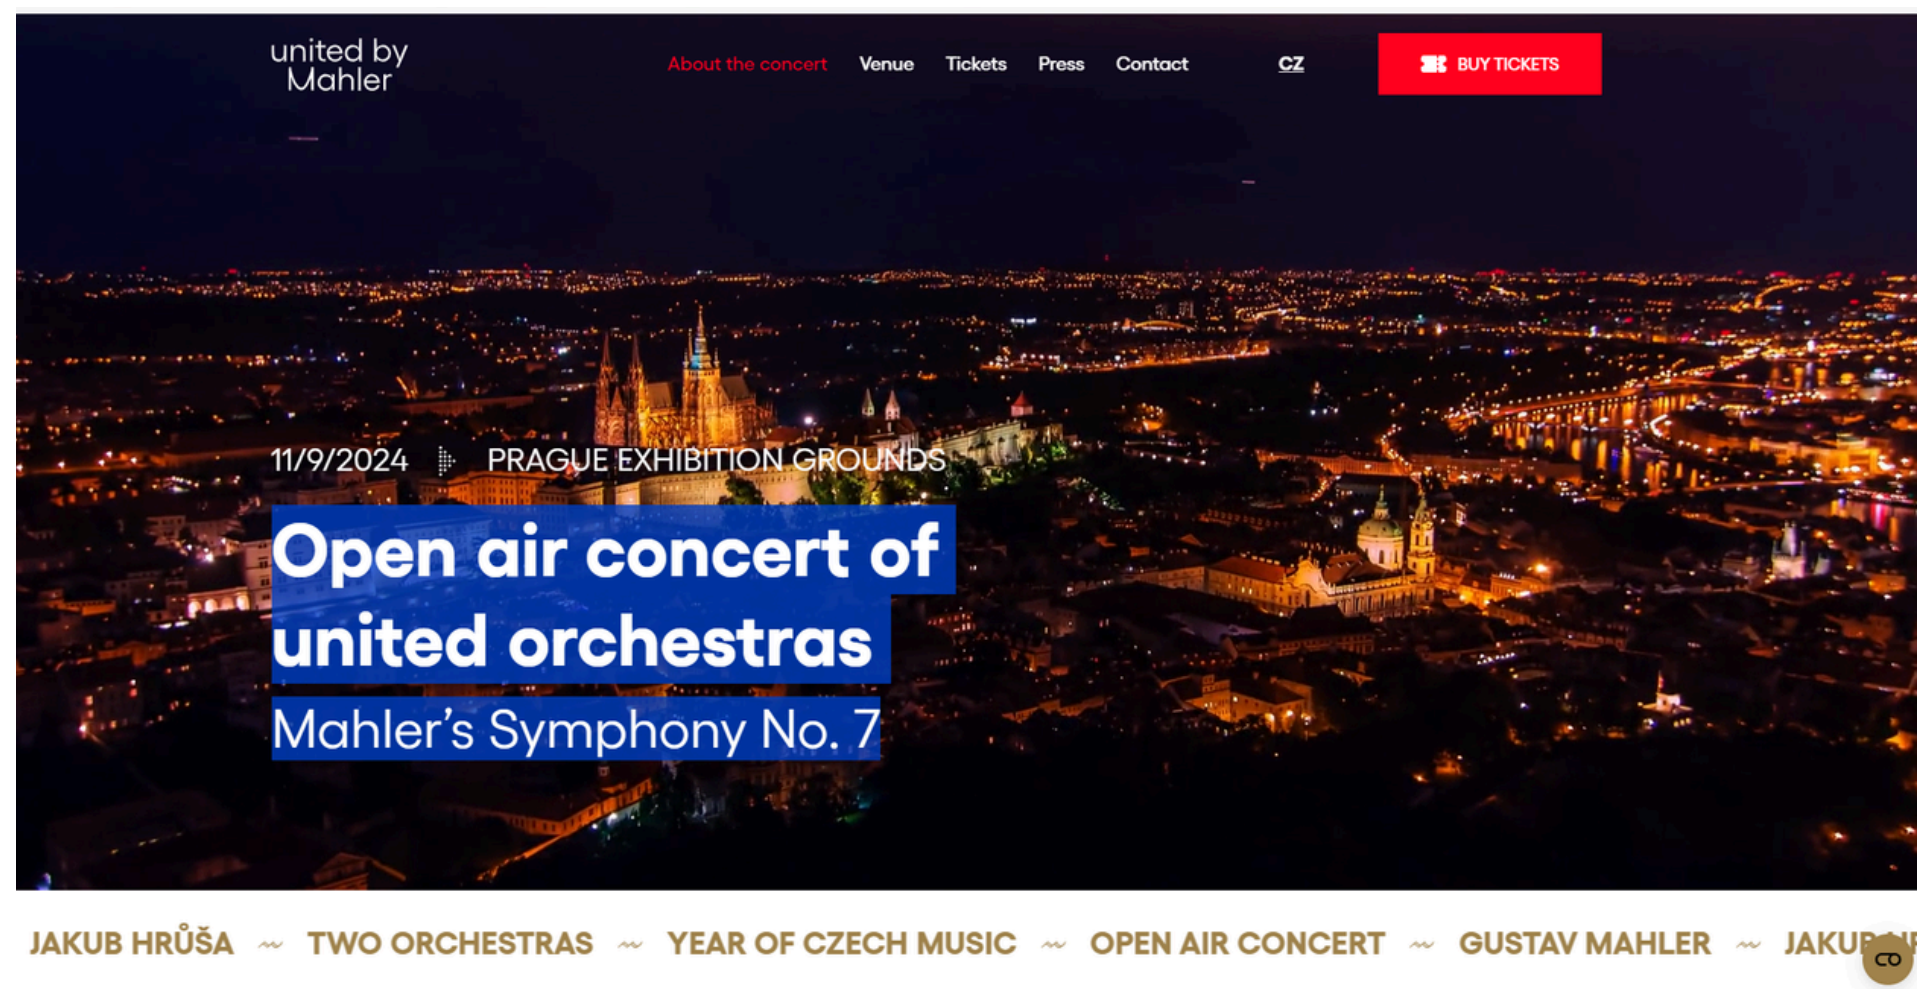 united by
Mahler
About the concert Venue Tickets Press Contact CZ BUY TICKETS
11/9/2024 PRAGUE EXHIBITION GROUNDS
Open air concert of
united orchestras
Mahler’s Symphony No. 7
JAKUB HRŮŠA ~ TWO ORCHESTRAS ~ YEAR OF CZECH MUSIC ~ OPEN AIR CONCERT ~ GUSTAV MAHLER ~ JAKUB